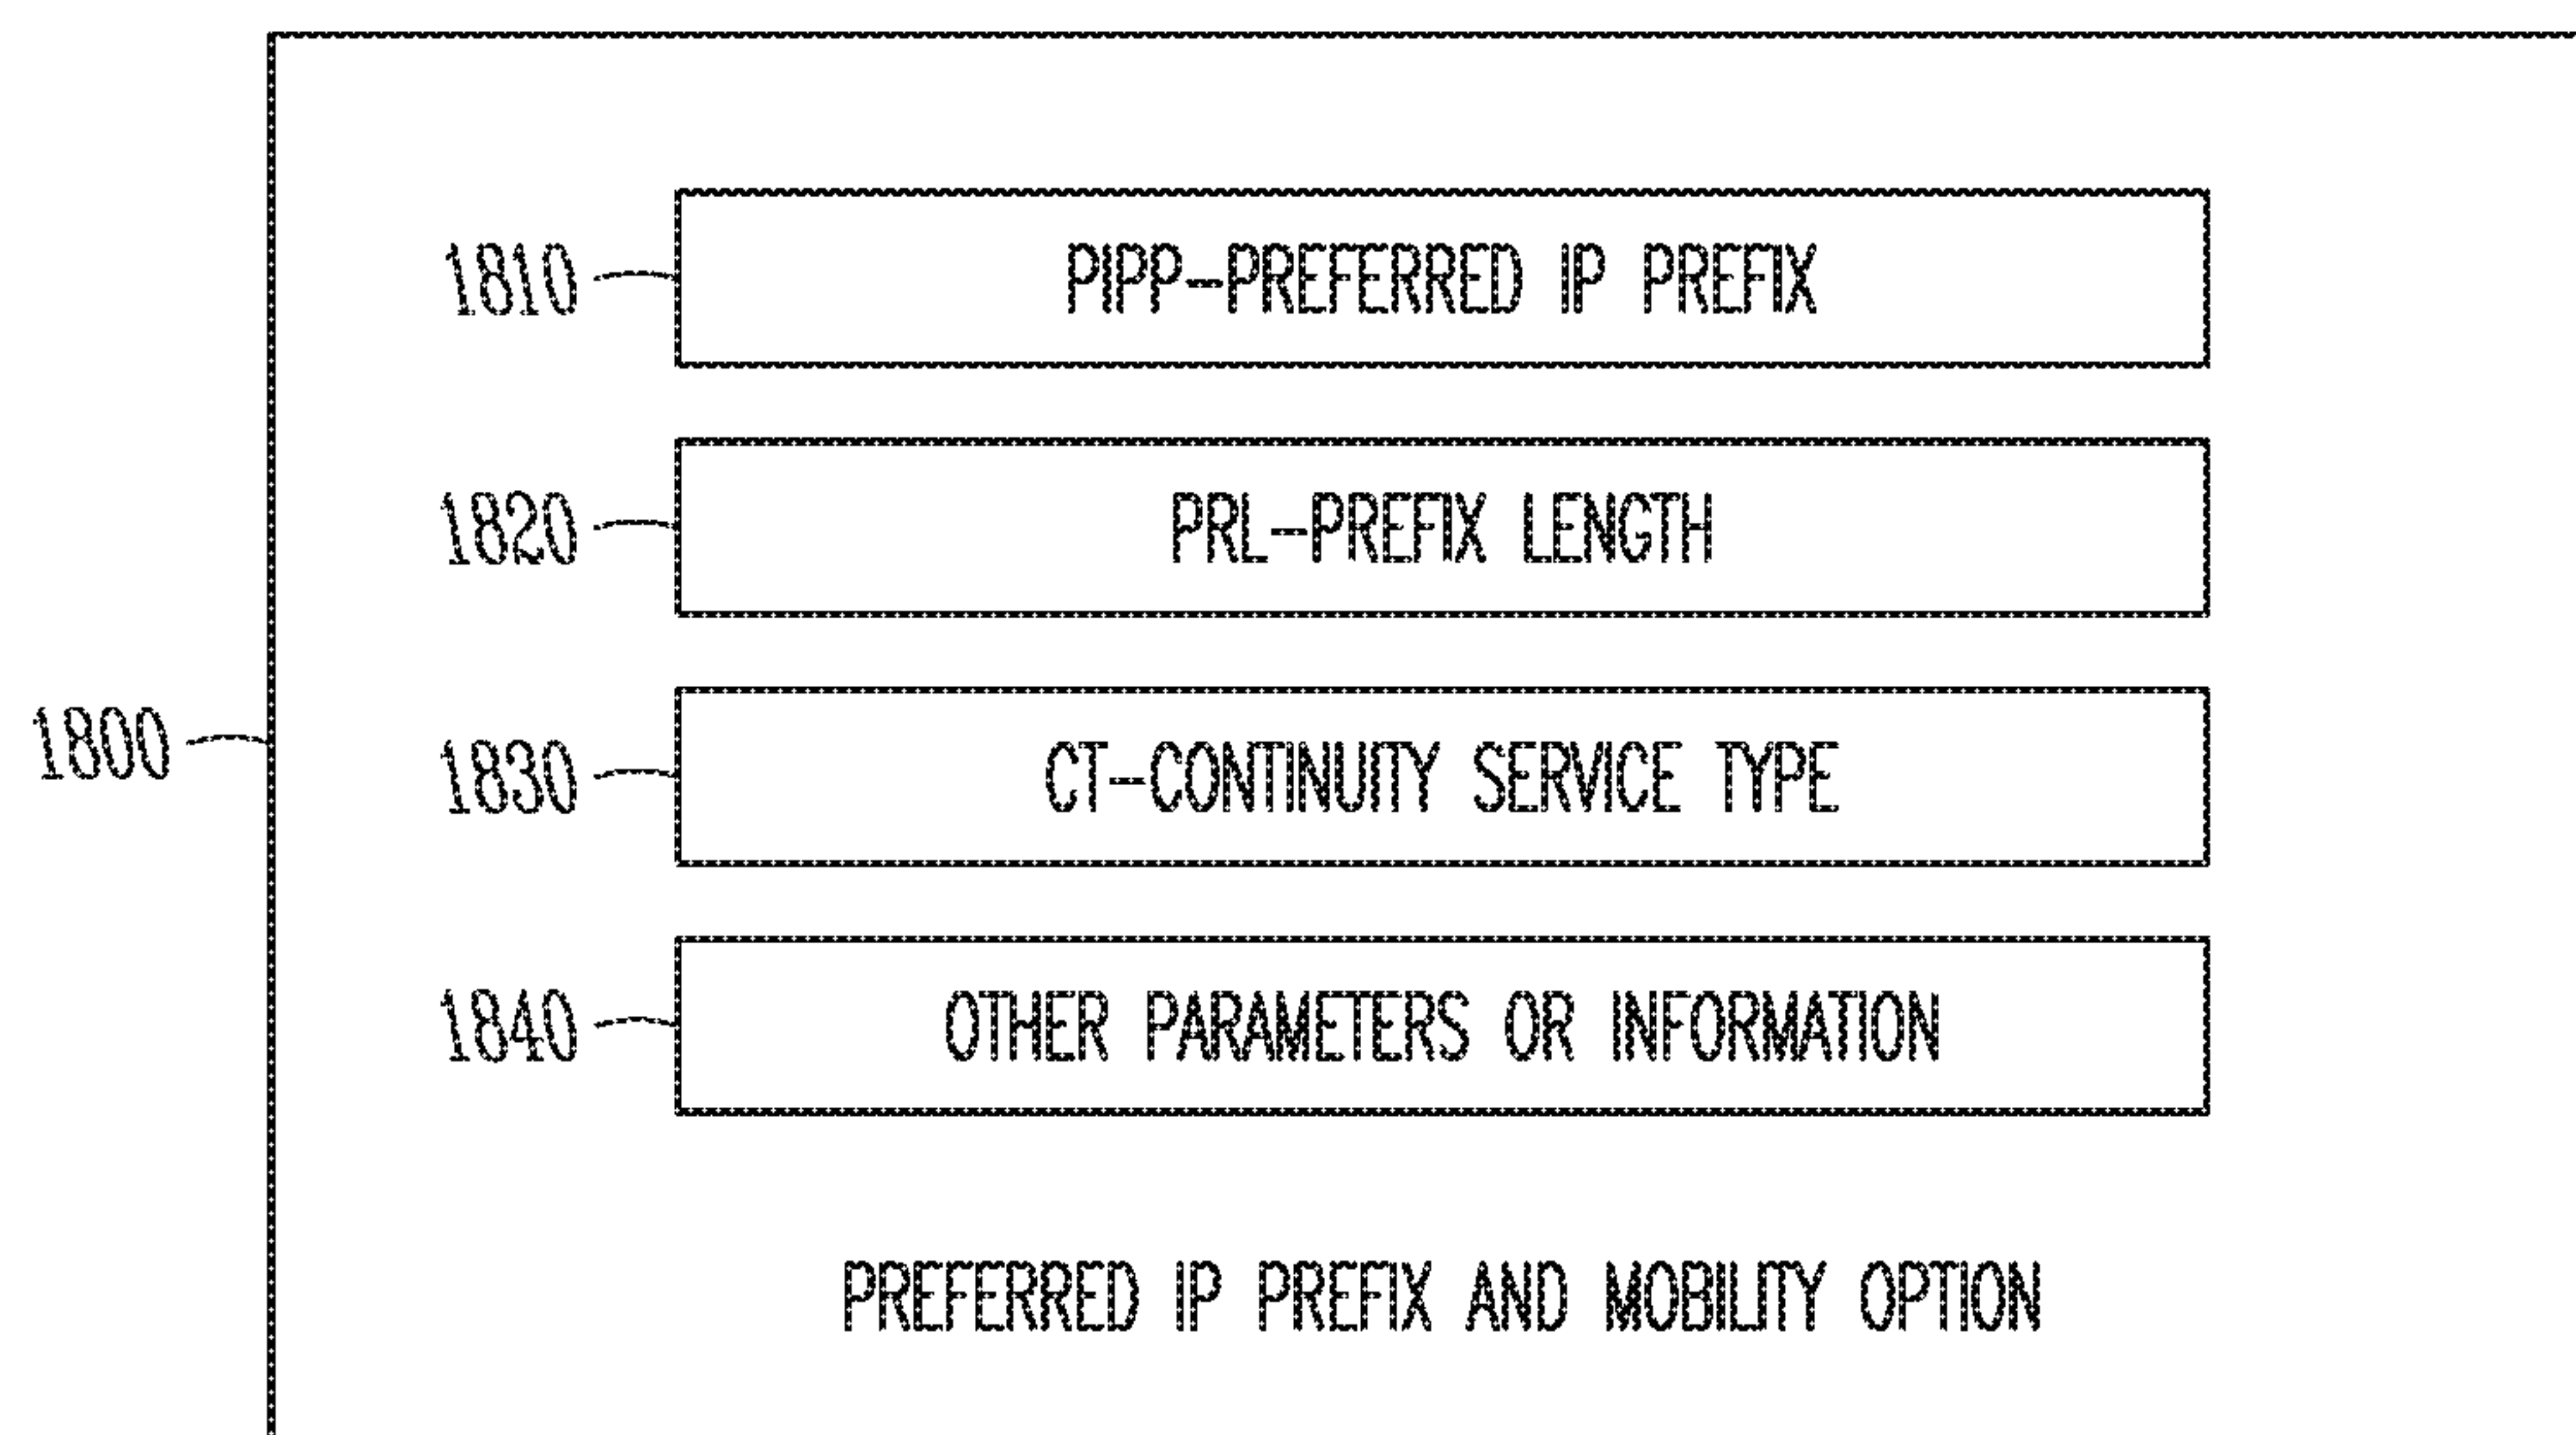 1810 PIPP-PREFERRED IP PREFIX
1820 PRL-PREFIX LENGTH
1800
1830 CT-CONTINUITY SERVICE TYPE
1840 OTHER PARAMETERS OR INFORMATION
PREFERRED IP PREFIX AND MOBILITY OPTION